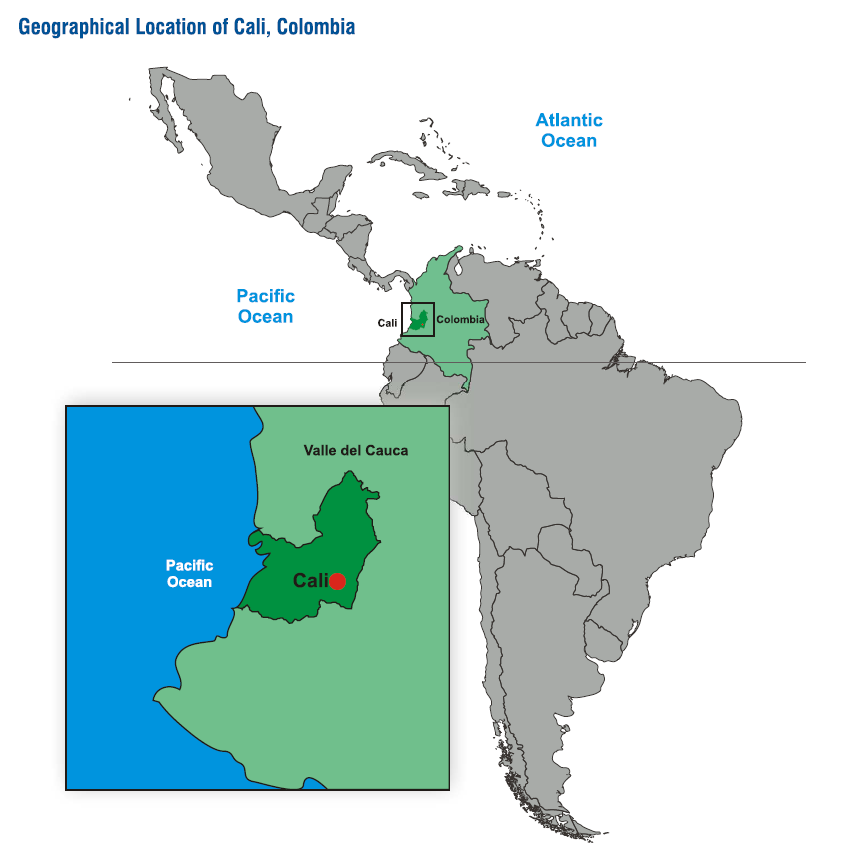 Geographical Location of Cali, Colombia
Atlantic
Ocean
Pacific
Ocean
Cali
Colombia
Valle del Cauca
Pacific
Ocean
Cali